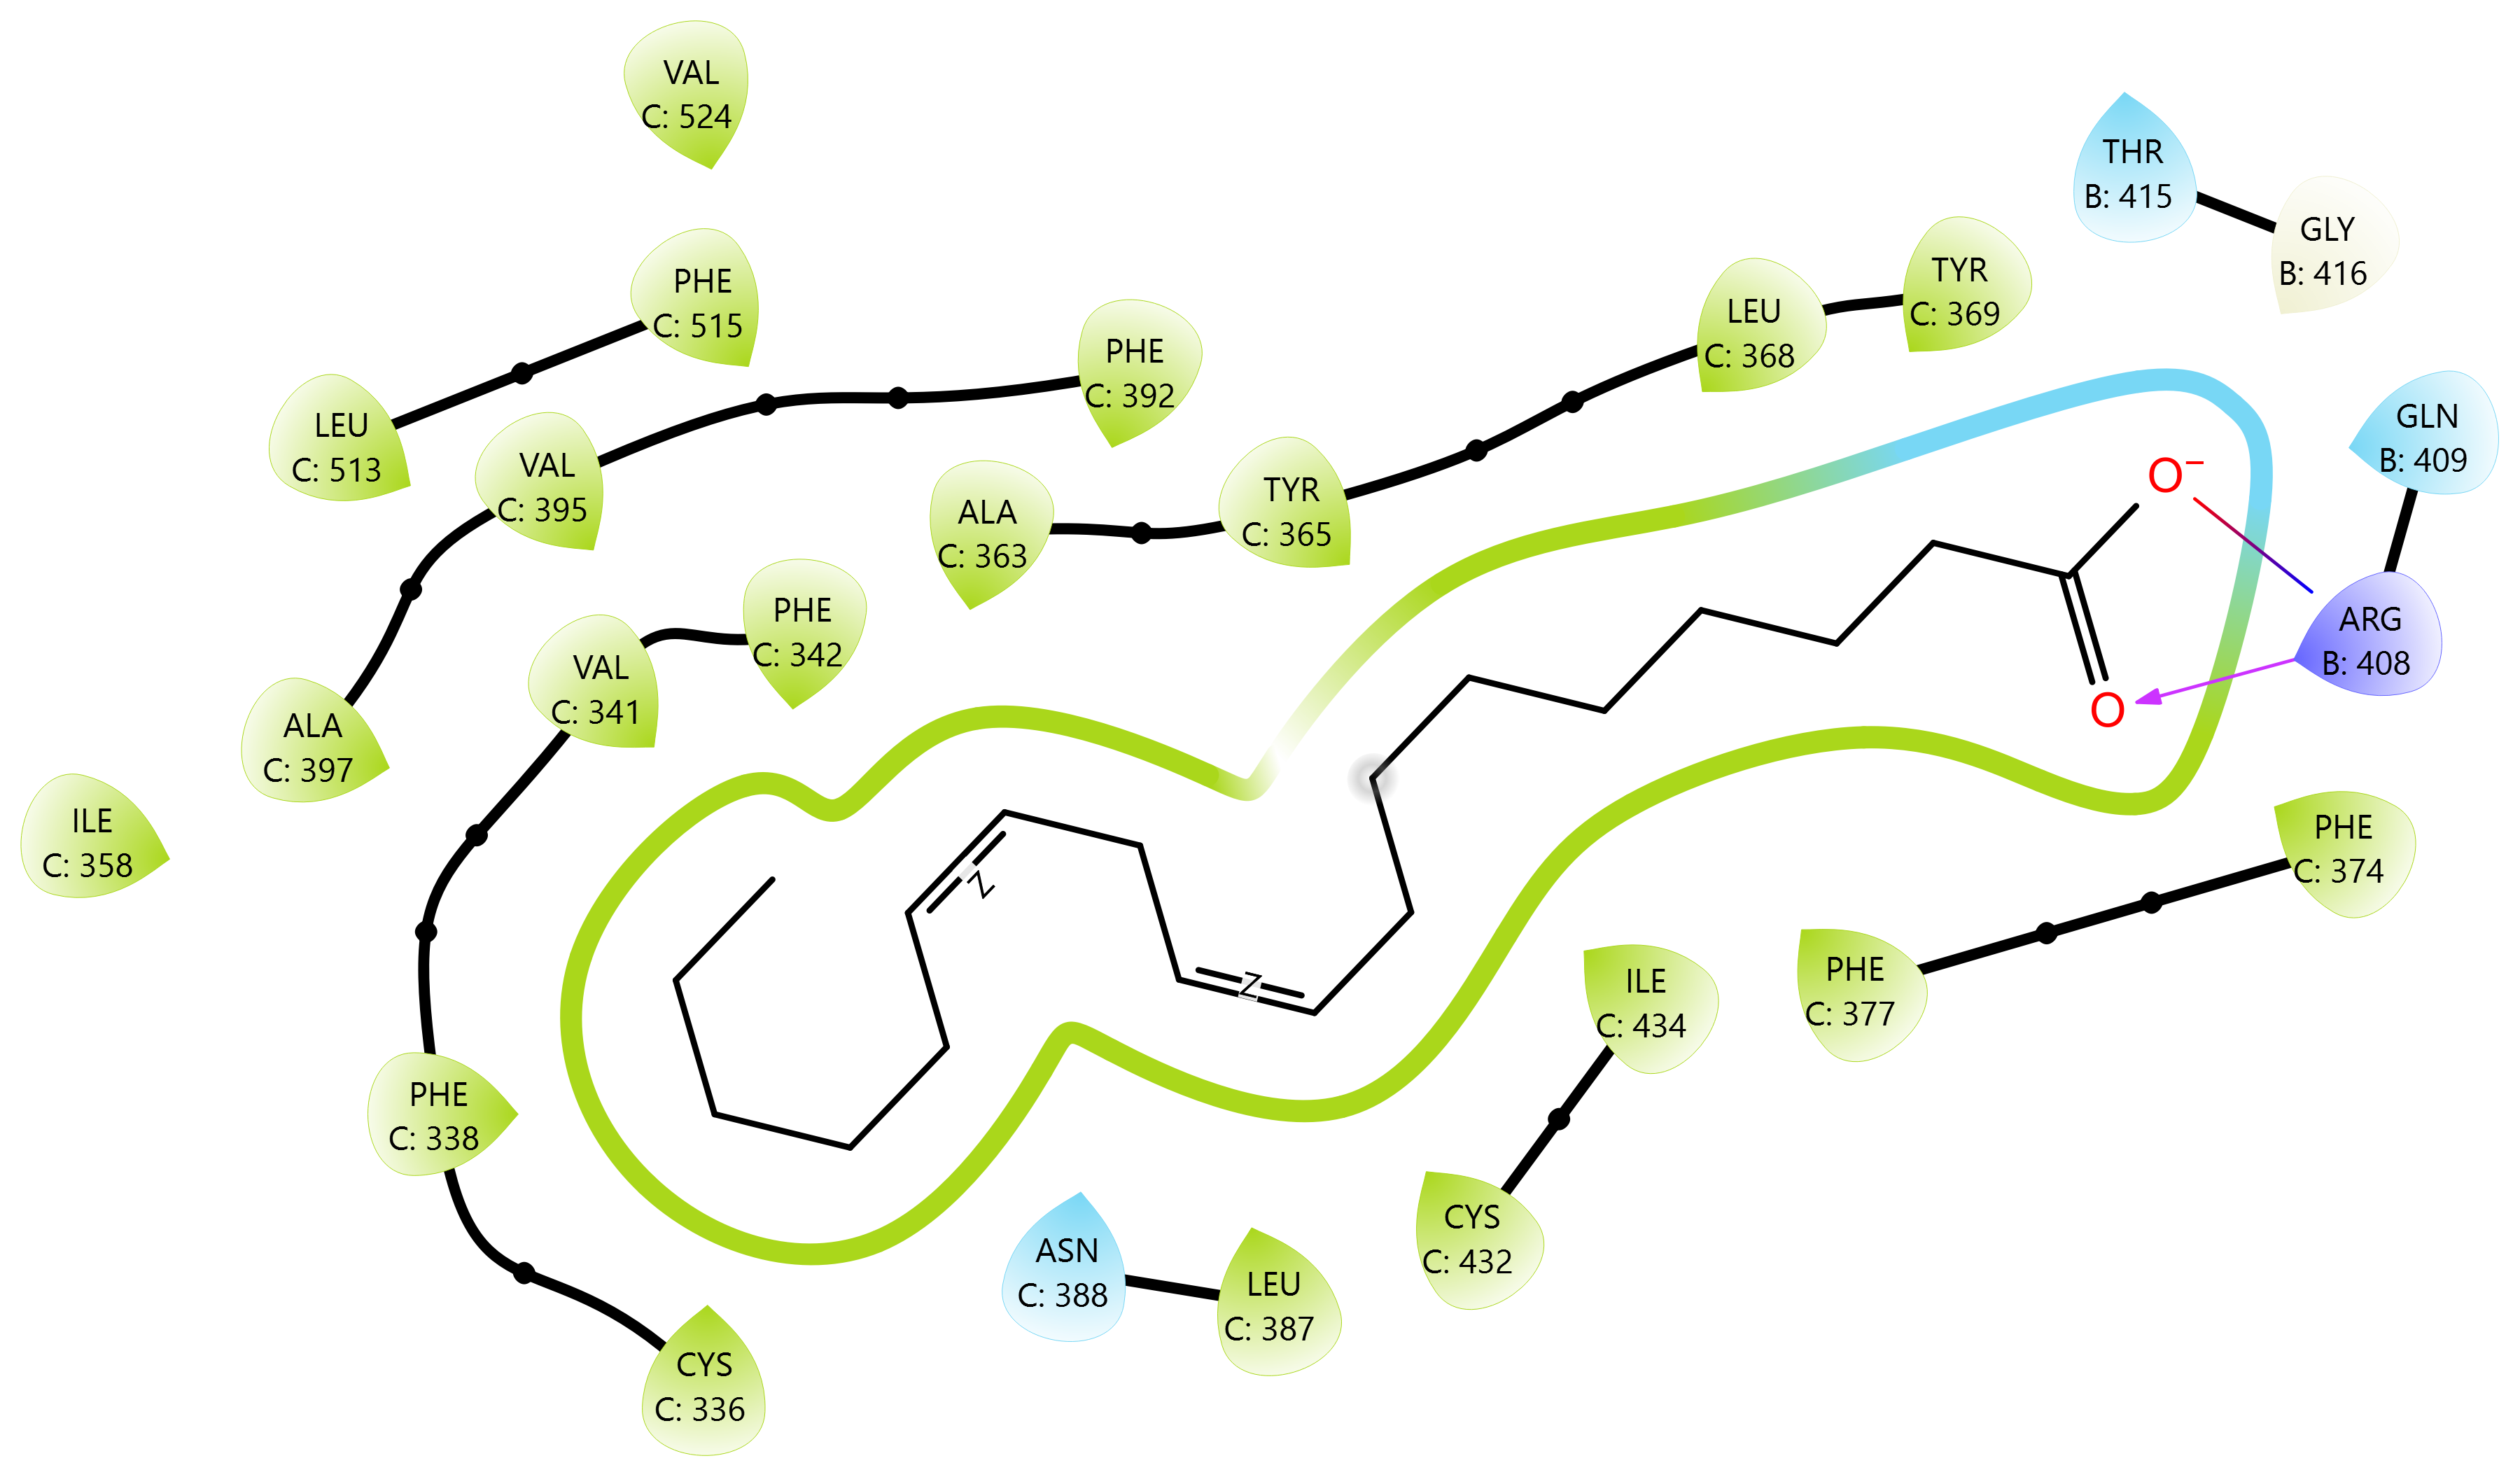 VAL
C: 524
THR
B: 415
GLY
B: 416
PHE
C: 515
TYR
C: 369
LEU
C: 368
PHE
C: 392
LEU
C: 513
VAL
C: 395
GLN
B: 409
O−
TYR
C: 365
ALA
C: 363
PHE
C: 342
ARG
B: 408
VAL
C: 341
O
ALA
C: 397
ILE
C: 358
PHE
C: 374
Z
Z
PHE
C: 377
ILE
C: 434
PHE
C: 338
CYS
C: 432
ASN
C: 388
LEU
C: 387
CYS
C: 336